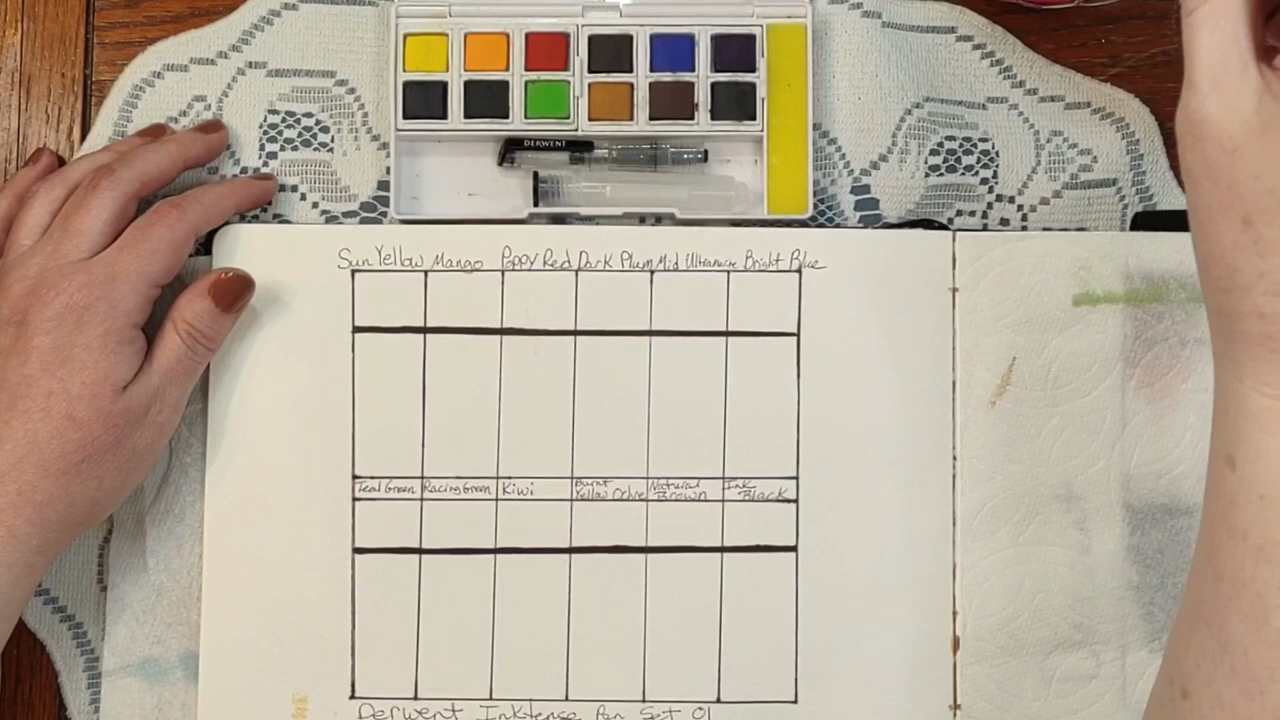 DERWENT
Sun Yellow Mango Poppy Red Dark Plum Mid Ultramarine Bright Blue
Teal Green Racing Green Kiwi Burnt Yellow Ochre Natural Brown Ink Black
Derwent Inktense Pan Set 01